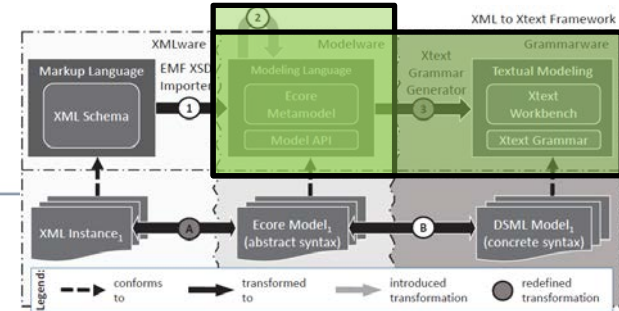 2
XML to Xtext Framework
XMLware
Modelware
Grammarware
Markup Language
XML Schema
EMF XSD
Importer
1
Modeling Language
Ecore
Metamodel
Model API
Xtext
Grammar
Generator
3
Textual Modeling
Xtext
Workbench
Xtext Grammar
XML Instance1
A
Ecore Model1
(abstract syntax)
B
DSML Model1
(concrete syntax)
Legend:
conforms
to
transformed
to
introduced
transformation
redefined
transformation